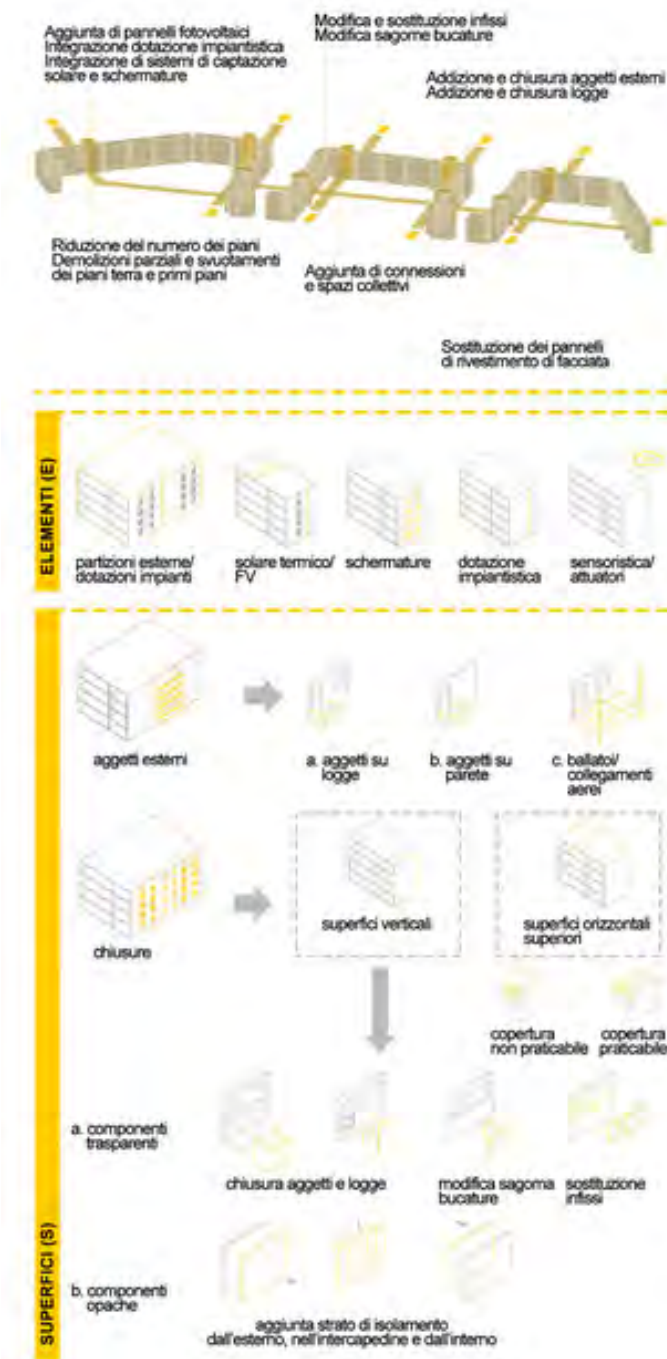 Aggiunta di pannelli fotovoltaici
Integrazione dotazione impiantistica
Integrazione di sistemi di captazione
solare e schermature
Modifica e sostituzione infissi
Modifica sagome bucature
Addizione e chiusura aggetti esterni
Addizione e chiusura logge
Riduzione del numero dei piani
Demolizioni parziali e svuotamenti
dei piani terra e primi piani
Aggiunta di connessioni
e spazi collettivi
Sostituzione dei pannelli
di rivestimento di facciata
ELEMENTI (E)
partizioni esterne/
dotazioni impianti
solare termico/
FV
schermature
dotazione
impiantistica
sensoristica/
attuatori
SUPERFICI (S)
aggetti esterni
a. aggetti su
logge
b. aggetti su
parete
c. ballatoi/
collegamenti
aerei
chiusure
superfici verticali
superfici orizzontali
superiori
copertura
non praticabile
copertura
praticabile
a. componenti
trasparenti
chiusura aggetti e logge
modifica sagoma
bucature
sostituzione
infissi
b. componenti
opache
aggiunta strato di isolamento
dall'esterno, nell'intercapedine e dall'interno